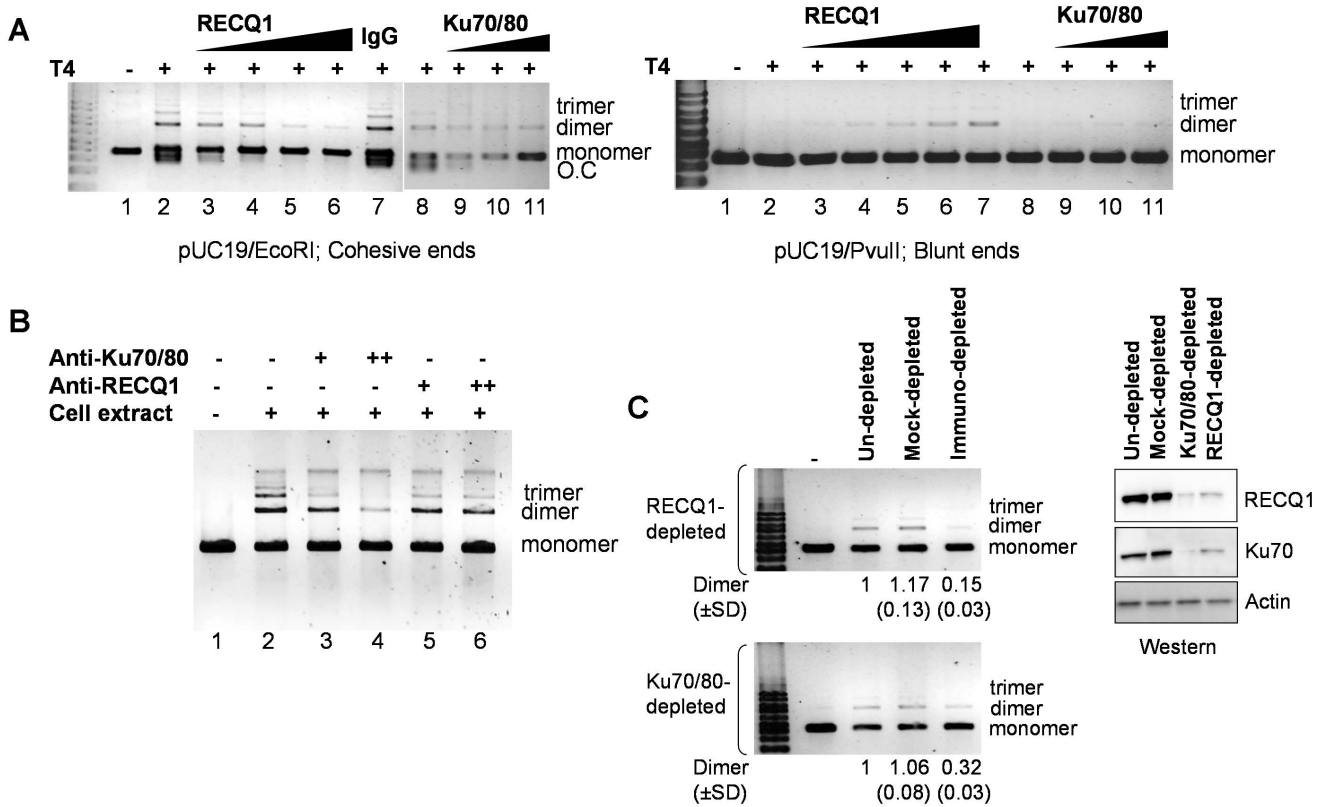 A
RECQ1 IgG Ku70/80
T4 - + + + + + + + + + +
trimer
dimer
monomer
O.C
1 2 3 4 5 6 7 8 9 10 11
pUC19/EcoRI; Cohesive ends
RECQ1 Ku70/80
T4 - + + + + + + + + + +
trimer
dimer
monomer
1 2 3 4 5 6 7 8 9 10 11
pUC19/PvuII; Blunt ends
B
Anti-Ku70/80 - - + ++ - -
Anti-RECQ1 - - - - + ++
Cell extract - + + + + +
trimer
dimer
monomer
1 2 3 4 5 6
C
- Un-depleted Mock-depleted Immuno-depleted
RECQ1-
depleted
trimer
dimer
monomer
Dimer 1 1.17 0.15
(±SD) (0.13) (0.03)
Ku70/80-
depleted
trimer
dimer
monomer
Dimer 1 1.06 0.32
(±SD) (0.08) (0.03)
Un-depleted
Mock-depleted
Ku70/80-depleted
RECQ1-depleted
RECQ1
Ku70
Actin
Western